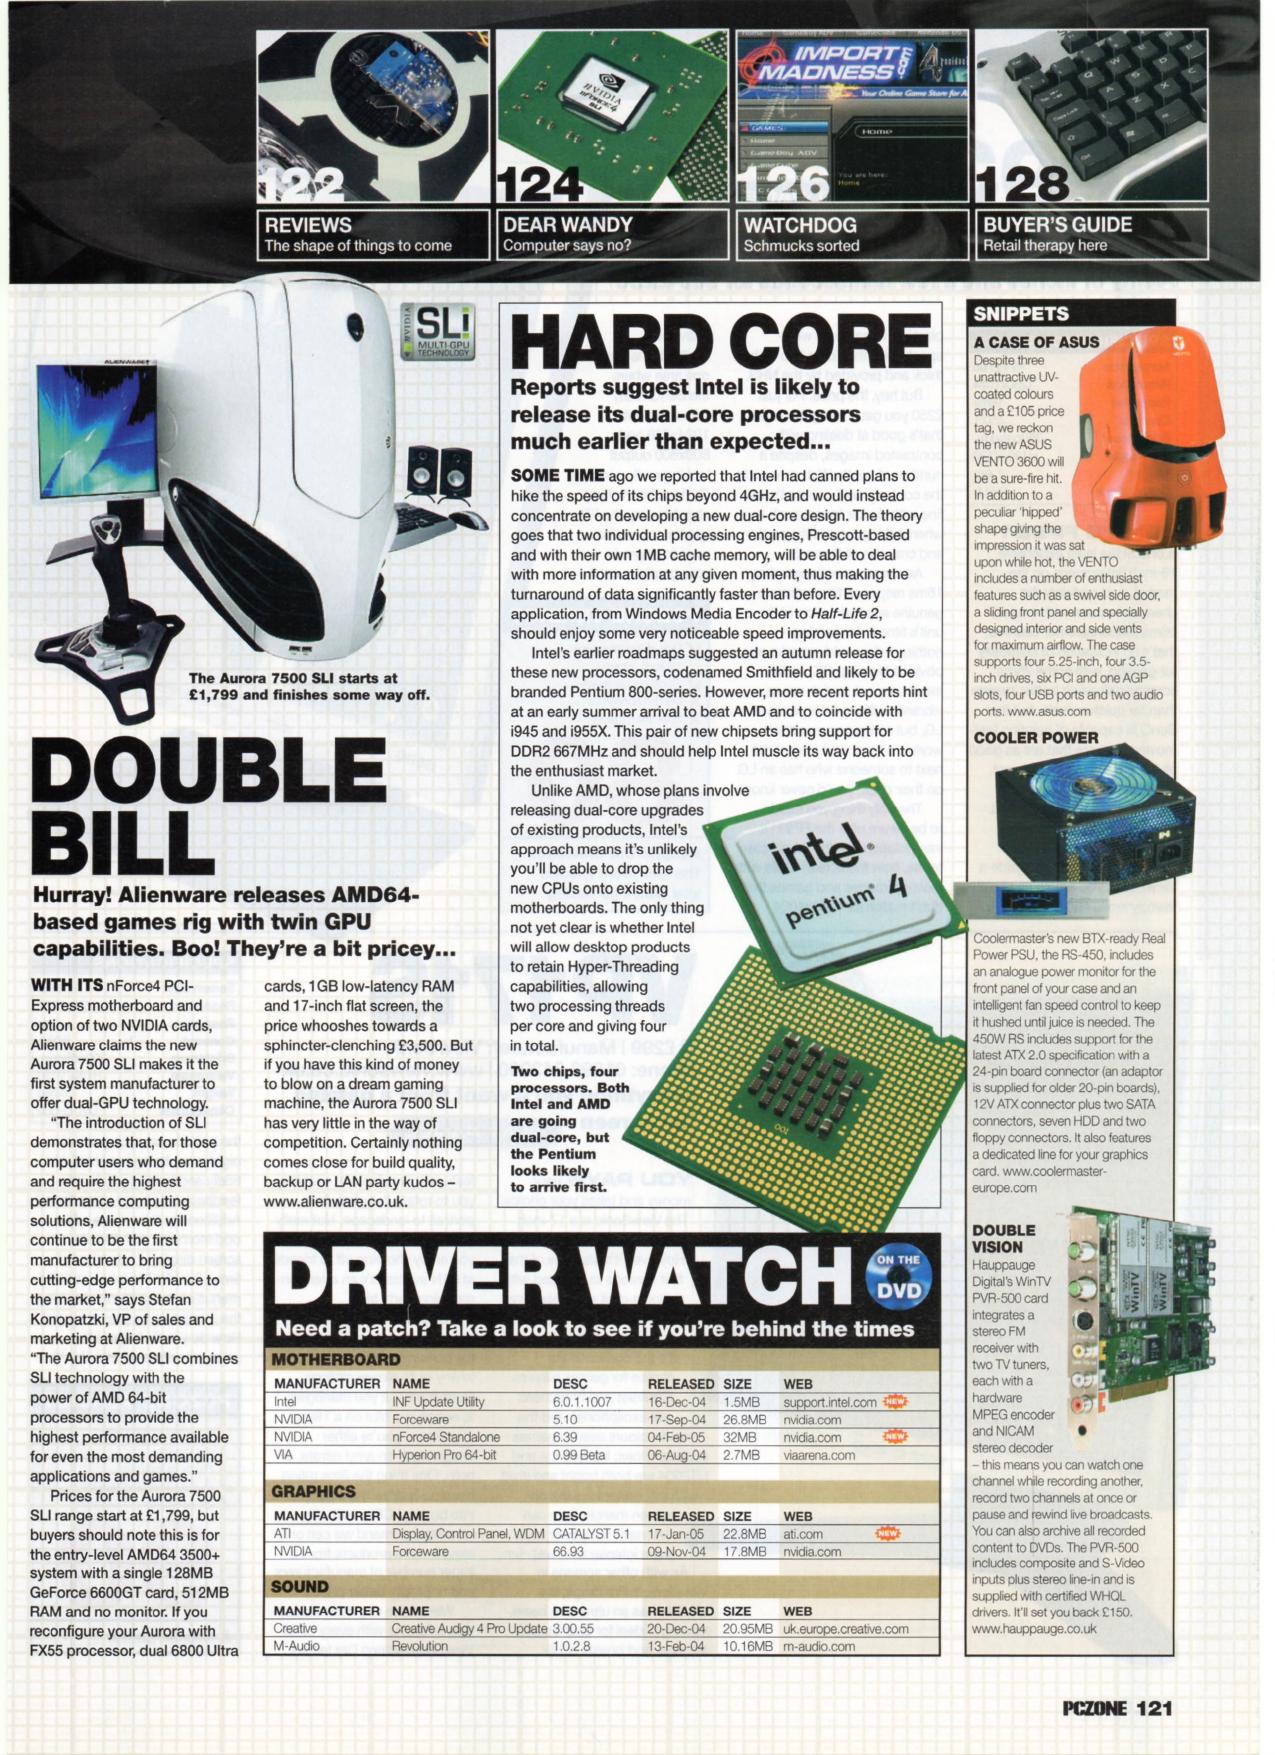 IMPORT
MADNESS
.COM
Your Online Game Store for A
GAMES:
Home
GameBoy ADV
Home
You are here:
Home
NVIDIA
nFORCE4
SLI
122
124
126
128
REVIEWS
The shape of things to come
DEAR WANDY
Computer says no?
WATCHDOG
Schmucks sorted
BUYER'S GUIDE
Retail therapy here
ALIENWARE
NVIDIA
SLI
MULTI-GPU
TECHNOLOGY
The Aurora 7500 SLI starts at
£1,799 and finishes some way off.
DOUBLE
BILL
Hurray! Alienware releases AMD64-
based games rig with twin GPU
capabilities. Boo! They're a bit pricey...
WITH ITS nForce4 PCI-
Express motherboard and
option of two NVIDIA cards,
Alienware claims the new
Aurora 7500 SLI makes it the
first system manufacturer to
offer dual-GPU technology.
"The introduction of SLI
demonstrates that, for those
computer users who demand
and require the highest
performance computing
solutions, Alienware will
continue to be the first
manufacturer to bring
cutting-edge performance to
the market," says Stefan
Konopatzki, VP of sales and
marketing at Alienware.
"The Aurora 7500 SLI combines
SLI technology with the
power of AMD 64-bit
processors to provide the
highest performance available
for even the most demanding
applications and games."
Prices for the Aurora 7500
SLI range start at £1,799, but
buyers should note this is for
the entry-level AMD64 3500+
system with a single 128MB
GeForce 6600GT card, 512MB
RAM and no monitor. If you
reconfigure your Aurora with
FX55 processor, dual 6800 Ultra
cards, 1GB low-latency RAM
and 17-inch flat screen, the
price whooshes towards a
sphincter-clenching £3,500. But
if you have this kind of money
to blow on a dream gaming
machine, the Aurora 7500 SLI
has very little in the way of
competition. Certainly nothing
comes close for build quality,
backup or LAN party kudos –
www.alienware.co.uk.
HARD CORE
Reports suggest Intel is likely to
release its dual-core processors
much earlier than expected...
SOME TIME ago we reported that Intel had canned plans to
hike the speed of its chips beyond 4GHz, and would instead
concentrate on developing a new dual-core design. The theory
goes that two individual processing engines, Prescott-based
and with their own 1MB cache memory, will be able to deal
with more information at any given moment, thus making the
turnaround of data significantly faster than before. Every
application, from Windows Media Encoder to Half-Life 2,
should enjoy some very noticeable speed improvements.
Intel's earlier roadmaps suggested an autumn release for
these new processors, codenamed Smithfield and likely to be
branded Pentium 800-series. However, more recent reports hint
at an early summer arrival to beat AMD and to coincide with
i945 and i955X. This pair of new chipsets bring support for
DDR2 667MHz and should help Intel muscle its way back into
the enthusiast market.
Unlike AMD, whose plans involve
releasing dual-core upgrades
of existing products, Intel's
approach means it's unlikely
you'll be able to drop the
new CPUs onto existing
motherboards. The only thing
not yet clear is whether Intel
will allow desktop products
to retain Hyper-Threading
capabilities, allowing
two processing threads
per core and giving four
in total.
Two chips, four
processors. Both
Intel and AMD
are going
dual-core, but
the Pentium
looks likely
to arrive first.
intel®
pentium® 4
DRIVER WATCH
ON THE
DVD
Need a patch? Take a look to see if you're behind the times
MOTHERBOARD
MANUFACTURER NAME DESC RELEASED SIZE WEB
Intel INF Update Utility 6.0.1.1007 16-Dec-04 1.5MB support.intel.com NEW
NVIDIA Forceware 5.10 17-Sep-04 26.8MB nvidia.com
NVIDIA nForce4 Standalone 6.39 04-Feb-05 32MB nvidia.com NEW
VIA Hyperion Pro 64-bit 0.99 Beta 06-Aug-04 2.7MB viaarena.com
GRAPHICS
MANUFACTURER NAME DESC RELEASED SIZE WEB
ATI Display, Control Panel, WDM CATALYST 5.1 17-Jan-05 22.8MB ati.com NEW
NVIDIA Forceware 66.93 09-Nov-04 17.8MB nvidia.com
SOUND
MANUFACTURER NAME DESC RELEASED SIZE WEB
Creative Creative Audigy 4 Pro Update 3.00.55 20-Dec-04 20.95MB uk.europe.creative.com
M-Audio Revolution 1.0.2.8 13-Feb-04 10.16MB m-audio.com
SNIPPETS
A CASE OF ASUS
Despite three
unattractive UV-
coated colours
and a £105 price
tag, we reckon
the new ASUS
VENTO 3600 will
be a sure-fire hit.
In addition to a
peculiar 'hipped'
shape giving the
impression it was sat
upon while hot, the VENTO
includes a number of enthusiast
features such as a swivel side door,
a sliding front panel and specially
designed interior and side vents
for maximum airflow. The case
supports four 5.25-inch, four 3.5-
inch drives, six PCI and one AGP
slots, four USB ports and two audio
ports. www.asus.com
COOLER POWER
Coolermaster's new BTX-ready Real
Power PSU, the RS-450, includes
an analogue power monitor for the
front panel of your case and an
intelligent fan speed control to keep
it hushed until juice is needed. The
450W RS includes support for the
latest ATX 2.0 specification with a
24-pin board connector (an adaptor
is supplied for older 20-pin boards),
12V ATX connector plus two SATA
connectors, seven HDD and two
floppy connectors. It also features
a dedicated line for your graphics
card. www.coolermaster-
europe.com
DOUBLE
VISION
Hauppauge
Digital's WinTV
PVR-500 card
integrates a
stereo FM
receiver with
two TV tuners,
each with a
hardware
MPEG encoder
and NICAM
stereo decoder
– this means you can watch one
channel while recording another,
record two channels at once or
pause and rewind live broadcasts.
You can also archive all recorded
content to DVDs. The PVR-500
includes composite and S-Video
inputs plus stereo line-in and is
supplied with certified WHQL
drivers. It'll set you back £150.
www.hauppauge.co.uk
WinTV
WinTV
PCZONE 121